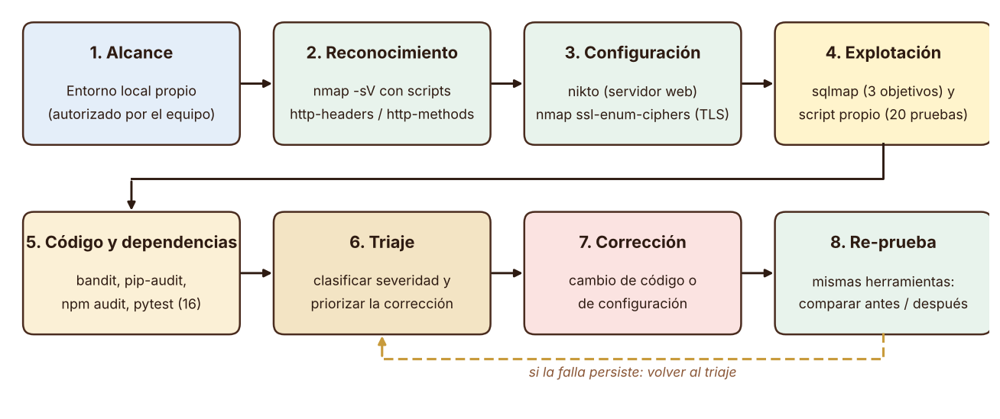 1. Alcance
Entorno local propio
(autorizado por el equipo)
2. Reconocimiento
nmap -sV con scripts
http-headers / http-methods
3. Configuración
nikto (servidor web)
nmap ssl-enum-ciphers (TLS)
4. Explotación
sqlmap (3 objetivos) y
script propio (20 pruebas)
5. Código y dependencias
bandit, pip-audit,
npm audit, pytest (16)
6. Triaje
clasificar severidad y
priorizar la corrección
7. Corrección
cambio de código o
de configuración
8. Re-prueba
mismas herramientas:
comparar antes / después
si la falla persiste: volver al triaje